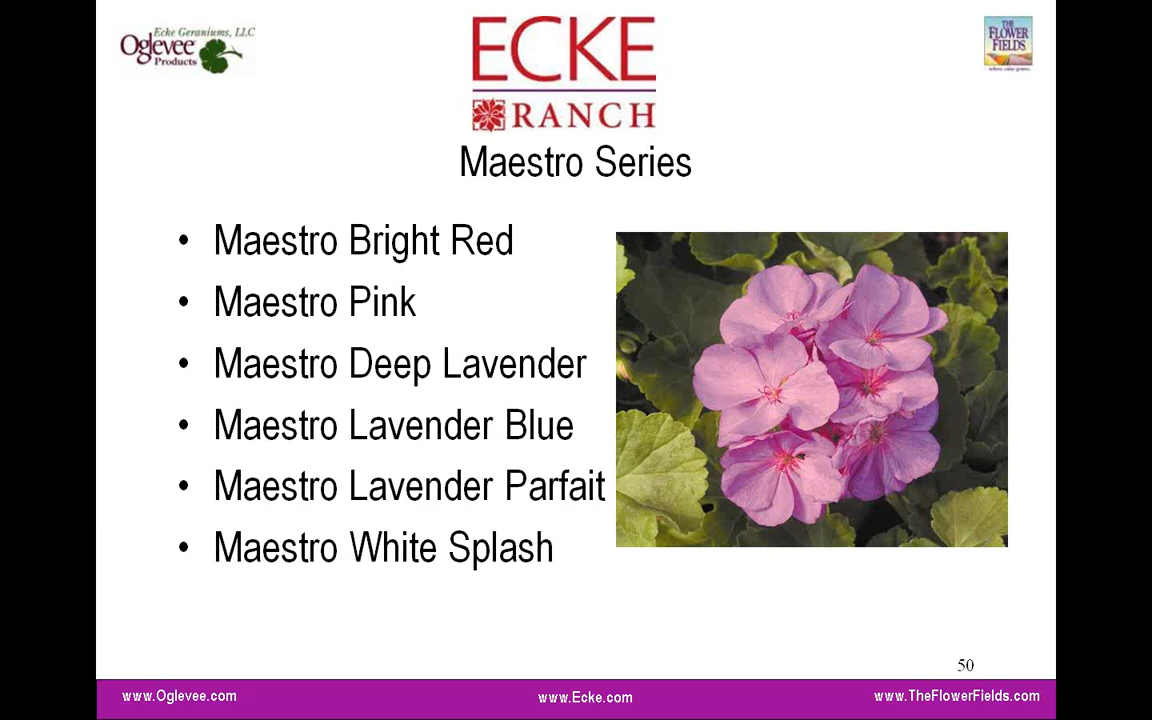 Ecke Geraniums, LLC
Oglevee
Products
ECKE
RANCH
THE
FLOWER
FIELDS
Maestro Series
• Maestro Bright Red
• Maestro Pink
• Maestro Deep Lavender
• Maestro Lavender Blue
• Maestro Lavender Parfait
• Maestro White Splash
50
www.Oglevee.com
www.Ecke.com
www.TheFlowerFields.com